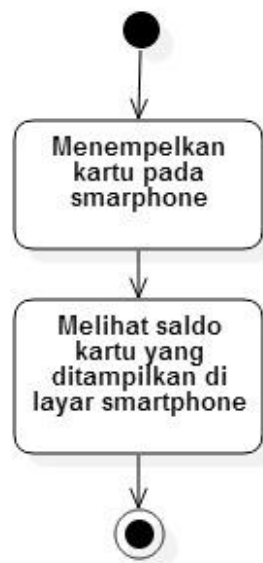 Menempelkan
kartu pada
smarphone
Melihat saldo
kartu yang
ditampilkan di
layar smartphone